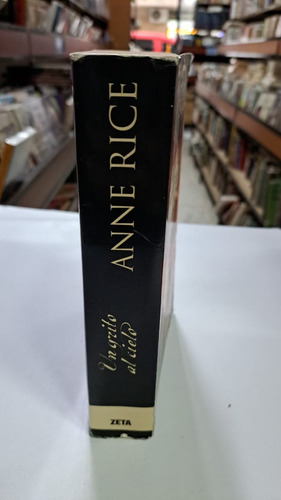 ANNE RICE
Un grito
al cielo
ZETA